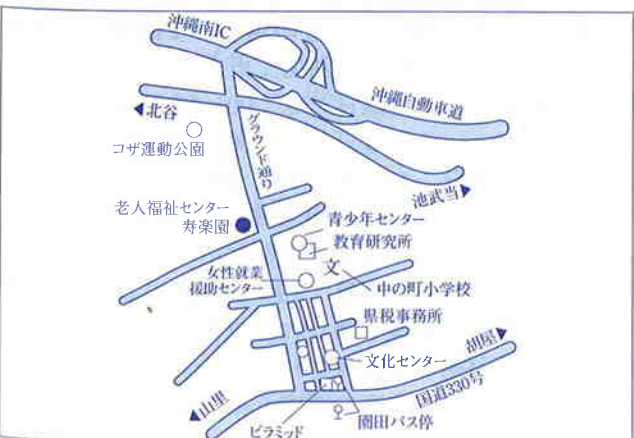 沖縄南IC
沖縄自動車道
北谷
コザ運動公園
グラウンド通り
池武当
老人福祉センター
寿楽園
青少年センター
教育研究所
女性就業
援助センター
文
中の町小学校
県税事務所
文化センター
胡屋
国道330号
山里
ピラミッド
園田バス停